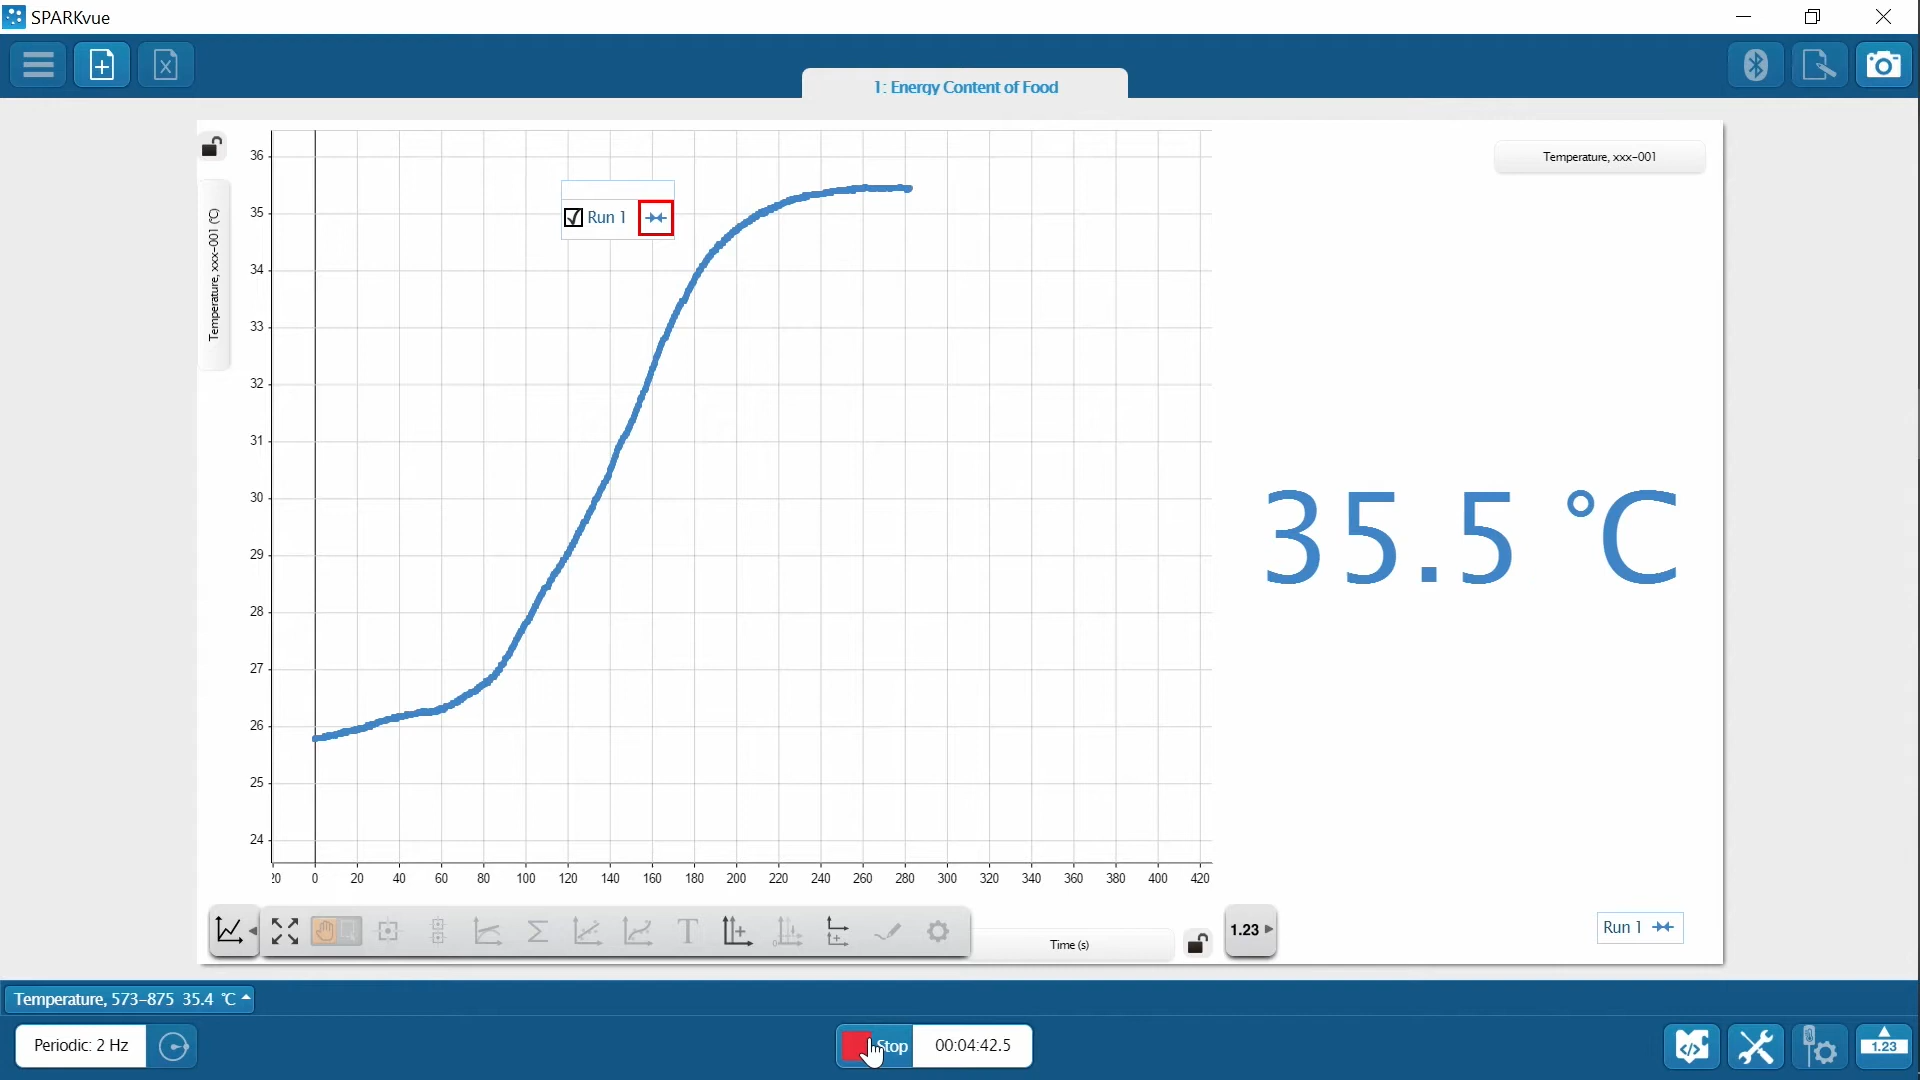 SPARKvue
1: Energy Content of Food
Temperature, xxx-001
36
35
34
33
32
31
30
29
28
27
26
25
24
Temperature, xxx-001 (℃)
Run 1
20 0 20 40 60 80 100 120 140 160 180 200 220 240 260 280 300 320 340 360 380 400 420
Time (s)
35.5 °C
1.23
Run 1
Temperature, 573-875 35.4 ℃
Periodic: 2 Hz
Stop
00:04:42.5
1.23